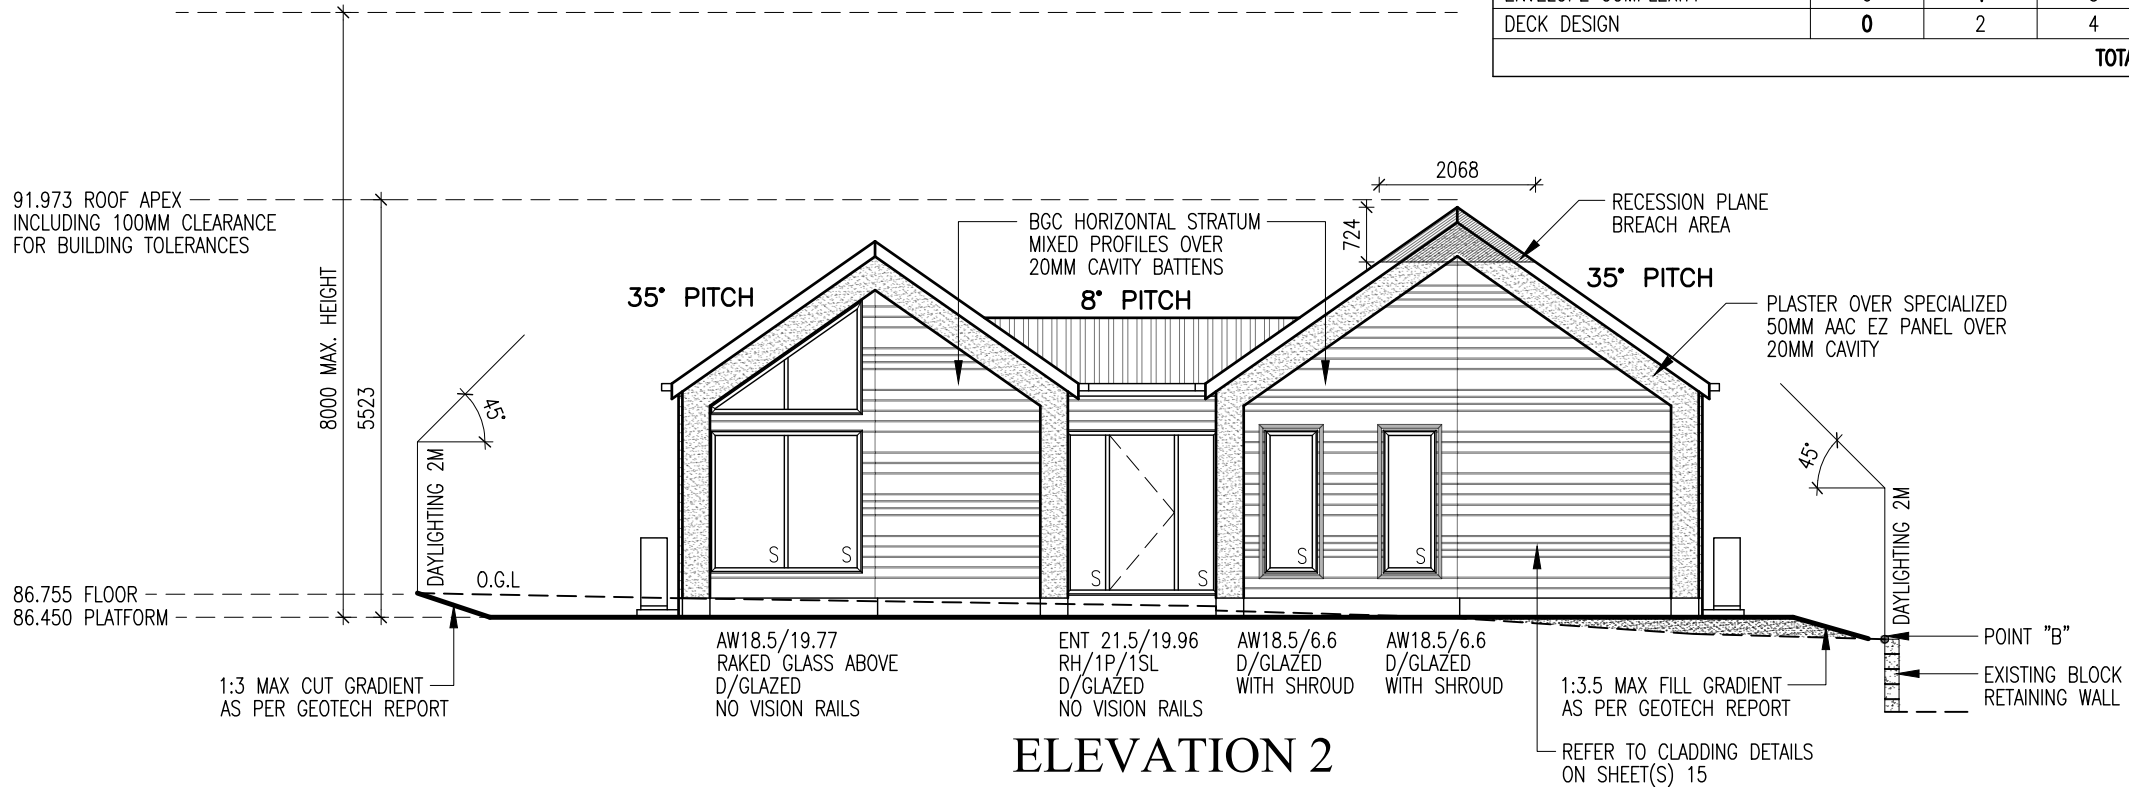 DECK DESIGN 0 2 4
TOTA
2068
91.973 ROOF APEX
INCLUDING 100MM CLEARANCE
FOR BUILDING TOLERANCES
8000 MAX. HEIGHT
5523
BGC HORIZONTAL STRATUM
MIXED PROFILES OVER
20MM CAVITY BATTENS
724
RECESSION PLANE
BREACH AREA
35° PITCH
8° PITCH
35° PITCH
PLASTER OVER SPECIALIZED
50MM AAC EZ PANEL OVER
20MM CAVITY
45°
DAYLIGHTING 2M
45°
DAYLIGHTING 2M
O.G.L
S S S S S S
86.755 FLOOR
86.450 PLATFORM
1:3 MAX CUT GRADIENT
AS PER GEOTECH REPORT
AW18.5/19.77
RAKED GLASS ABOVE
D/GLAZED
NO VISION RAILS
ENT 21.5/19.96
RH/1P/1SL
D/GLAZED
NO VISION RAILS
AW18.5/6.6
D/GLAZED
WITH SHROUD
AW18.5/6.6
D/GLAZED
WITH SHROUD
1:3.5 MAX FILL GRADIENT
AS PER GEOTECH REPORT
POINT "B"
EXISTING BLOCK
RETAINING WALL
REFER TO CLADDING DETAILS
ON SHEET(S) 15
ELEVATION 2